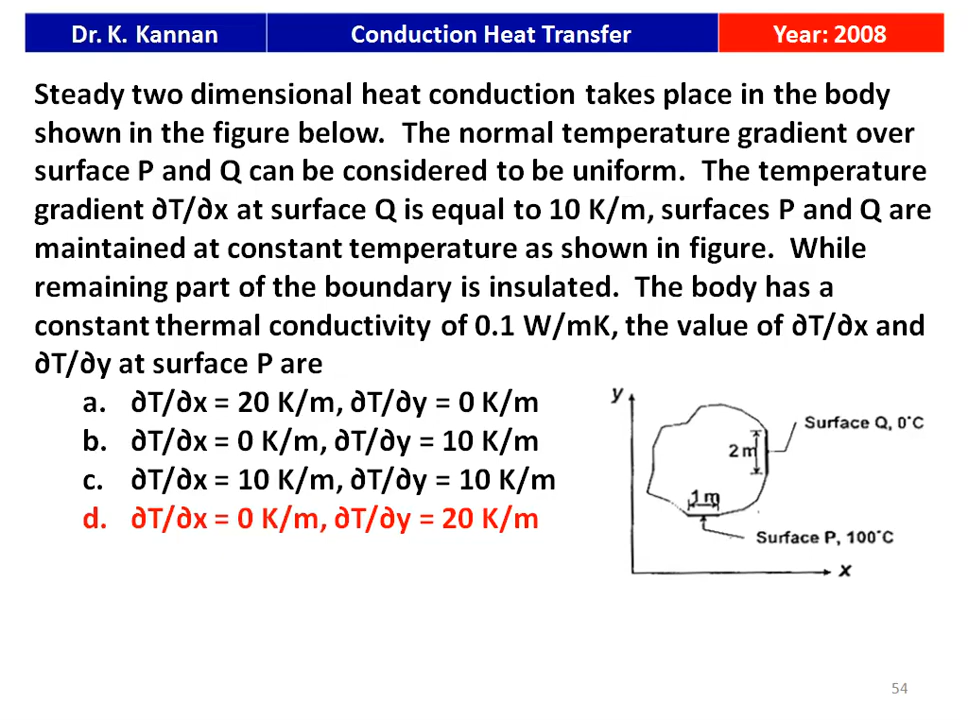 Dr. K. Kannan
Conduction Heat Transfer
Year: 2008
Steady two dimensional heat conduction takes place in the body
shown in the figure below. The normal temperature gradient over
surface P and Q can be considered to be uniform. The temperature
gradient ∂T/∂x at surface Q is equal to 10 K/m, surfaces P and Q are
maintained at constant temperature as shown in figure. While
remaining part of the boundary is insulated. The body has a
constant thermal conductivity of 0.1 W/mK, the value of ∂T/∂x and
∂T/∂y at surface P are
a. ∂T/∂x = 20 K/m, ∂T/∂y = 0 K/m
b. ∂T/∂x = 0 K/m, ∂T/∂y = 10 K/m
c. ∂T/∂x = 10 K/m, ∂T/∂y = 10 K/m
d. ∂T/∂x = 0 K/m, ∂T/∂y = 20 K/m
y
Surface Q, 0°C
2 m
1 m
Surface P, 100°C
x
54